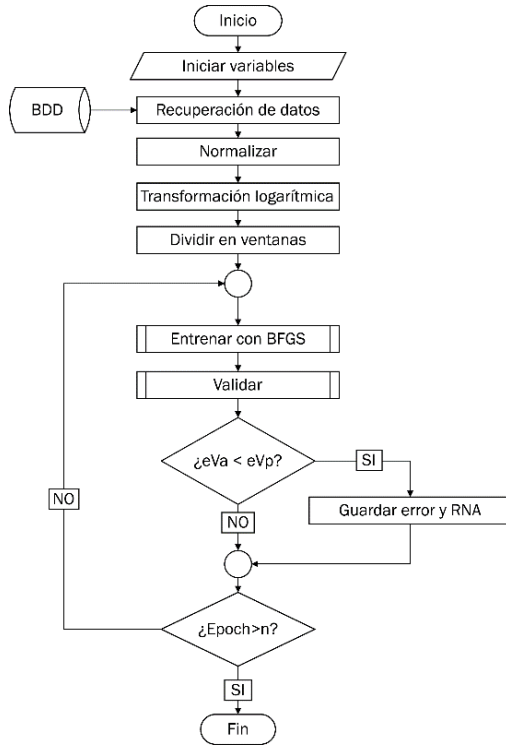 Inicio
Iniciar variables
BDD
Recuperación de datos
Normalizar
Transformación logarítmica
Dividir en ventanas
Entrenar con BFGS
Validar
¿eVa < eVp?
SI
NO
Guardar error y RNA
NO
¿Epoch>n?
SI
Fin